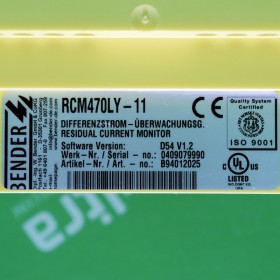 BENDER
RCM470LY-11
DIFFERENZSTROM-ÜBERWACHUNGSG.
RESIDUAL CURRENT MONITOR
Software Version: D54 V1.2
Werk-Nr / Serial-No : 0409079990
Artikel-Nr / Art.-No : B94012025
CE
Quality System
Certified
ISO 9001
UL
US
LISTED